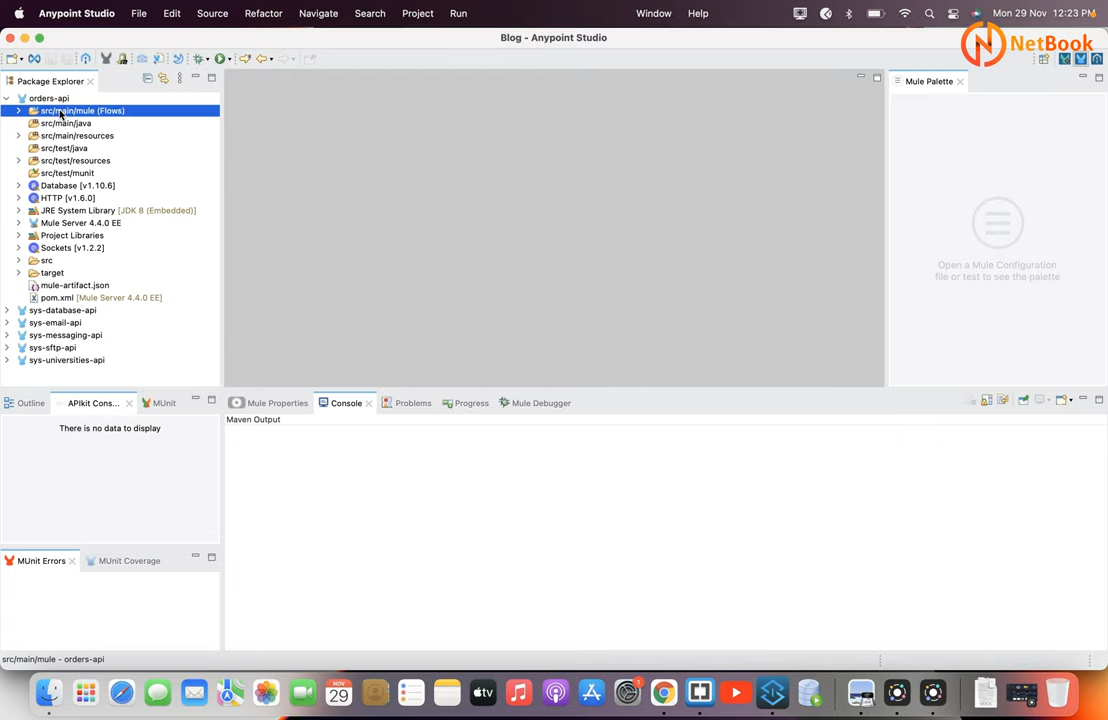 Anypoint Studio File Edit Source Refactor Navigate Search Project Run Window Help Mon 29 Nov 12:23 PM
Blog - Anypoint Studio
NetBook
Package Explorer
Mule Palette
orders-api
src/main/mule (Flows)
src/main/java
src/main/resources
src/test/java
src/test/resources
src/test/munit
Database [v1.10.6]
HTTP [v1.6.0]
JRE System Library [JDK 8 (Embedded)]
Mule Server 4.4.0 EE
Project Libraries
Sockets [v1.2.2]
src
target
mule-artifact.json
pom.xml [Mule Server 4.4.0 EE]
sys-database-api
sys-email-api
sys-messaging-api
sys-sftp-api
sys-universities-api
Open a Mule Configuration
file or test to see the palette
Outline APIkit Cons... MUnit
Mule Properties Console Problems Progress Mule Debugger
There is no data to display
Maven Output
MUnit Errors MUnit Coverage
src/main/mule - orders-api
NOV
29
tv
1